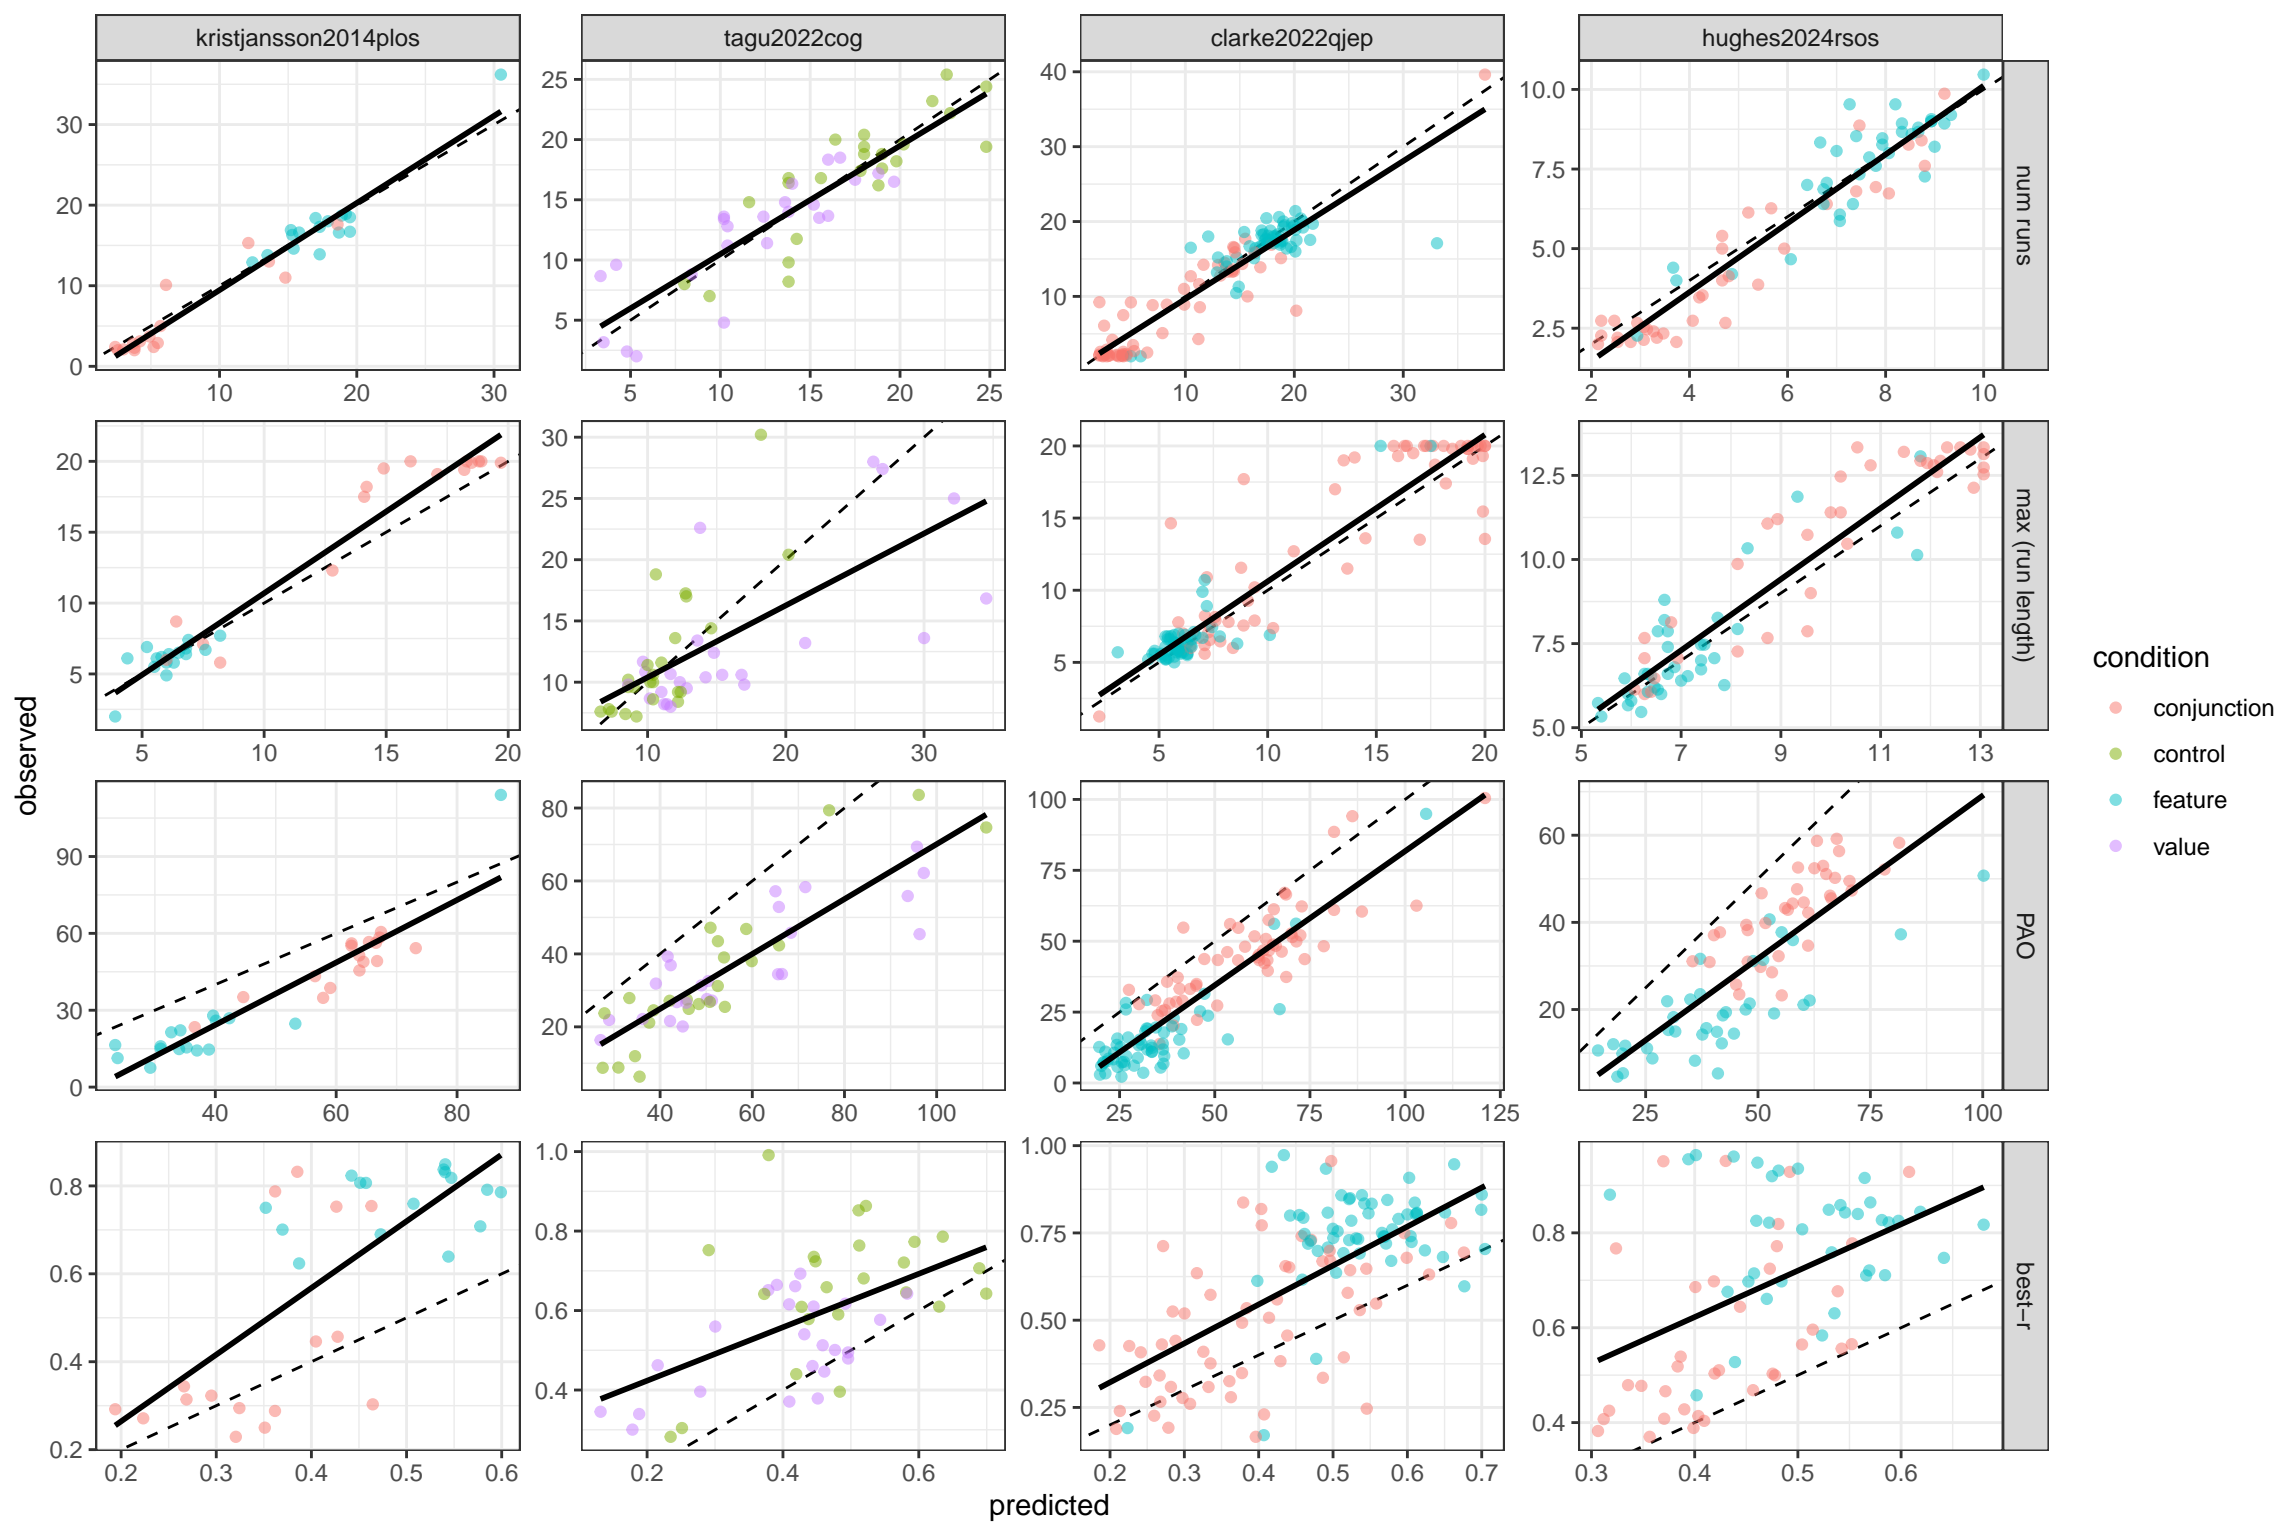 kristjansson2014plos tagu2022cog clarke2022qjep hughes2024rsos
0 10 20 30
5 10 15 20 25
10 20 30 40
2.5 5.0 7.5 10.0
num runs
10 20 30
5 10 15 20 25
10 20 30
2 4 6 8 10
5 10 15 20
10 15 20 25 30
5 10 15 20
5.0 7.5 10.0 12.5
max (run length)
5 10 15 20
10 20 30
5 10 15 20
5 7 9 11 13
0 30 60 90
20 40 60 80
0 25 50 75 100
20 40 60
PAO
40 60 80
40 60 80 100
25 50 75 100 125
25 50 75 100
0.2 0.4 0.6 0.8
0.4 0.6 0.8 1.0
0.25 0.50 0.75 1.00
0.4 0.6 0.8
best−r
0.2 0.3 0.4 0.5 0.6
0.2 0.4 0.6
0.2 0.3 0.4 0.5 0.6 0.7
0.3 0.4 0.5 0.6
observed
predicted
condition
conjunction
control
feature
value